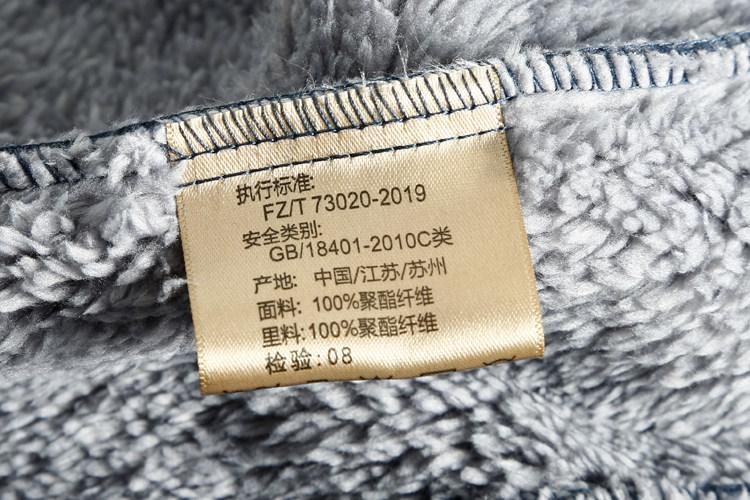 执行标准:
FZ/T 73020-2019
安全类别:
GB/18401-2010C类
产地: 中国/江苏/苏州
面料: 100%聚酯纤维
里料:100%聚酯纤维
检验:08